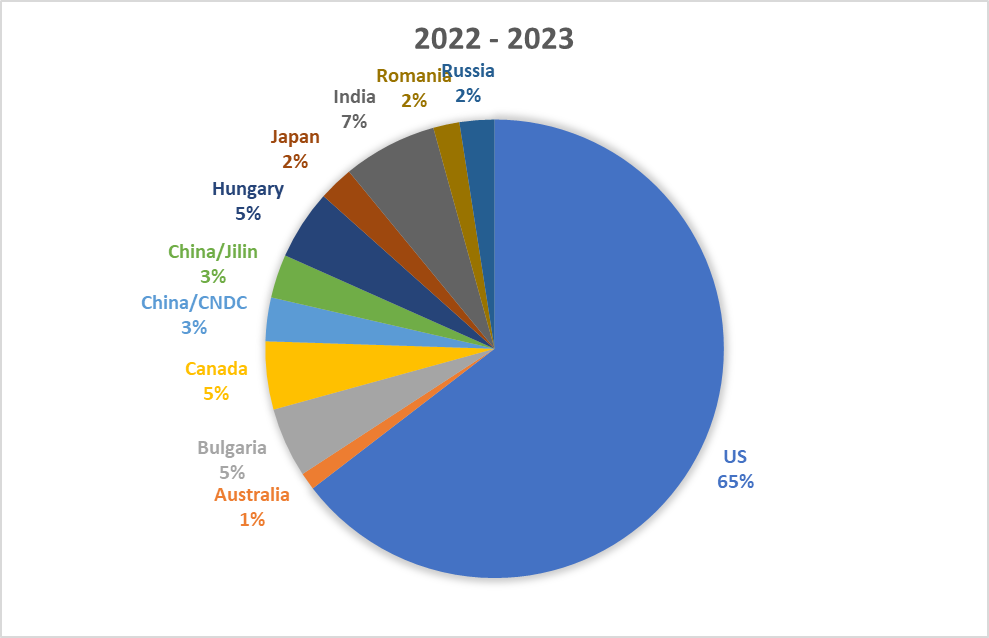 2022 - 2023
Russia
2%
Romania
2%
India
7%
Japan
2%
Hungary
5%
China/Jilin
3%
China/CNDC
3%
Canada
5%
Bulgaria
5%
Australia
1%
US
65%